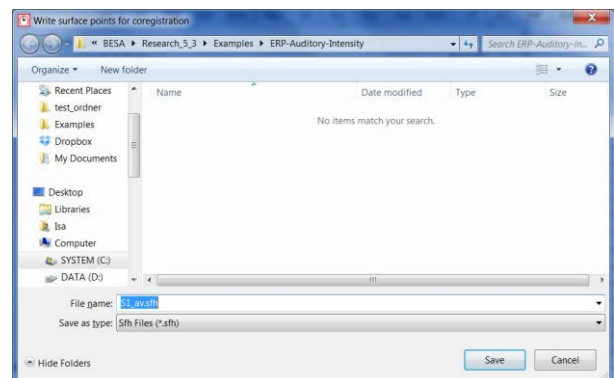 Write surface points for coregistration
« BESA ▸ Research_5_3 ▸ Examples ▸ ERP-Auditory-Intensity
Search ERP-Auditory-In...
Organize
New folder
Name
Date modified
Type
Size
Recent Places
test_ordner
Examples
Dropbox
My Documents
No items match your search.
Desktop
Libraries
Isa
Computer
SYSTEM (C:)
DATA (D:)
File name: S1_av.sfh
Save as type: Sfh Files (*.sfh)
Hide Folders
Save
Cancel